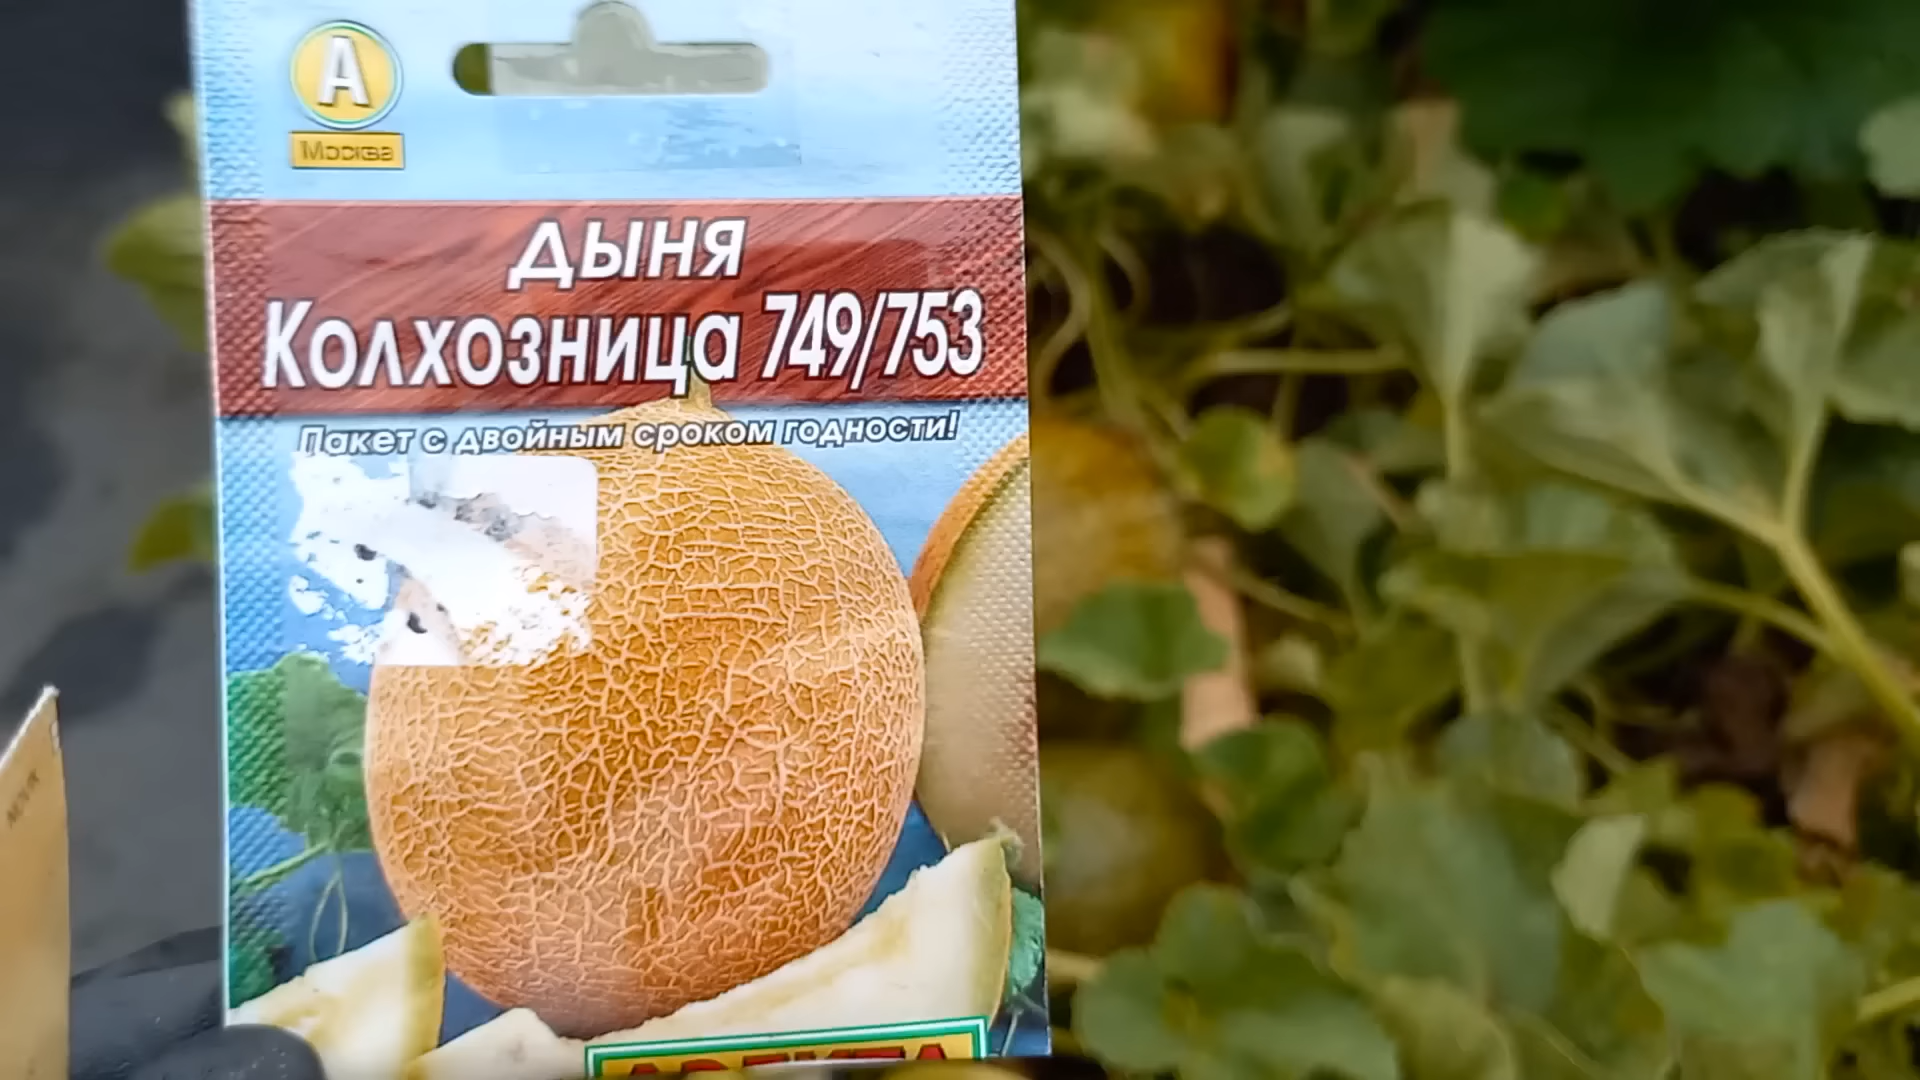 А
Москва
ДЫНЯ
Колхозница 749/753
Пакет с двойным сроком годности!